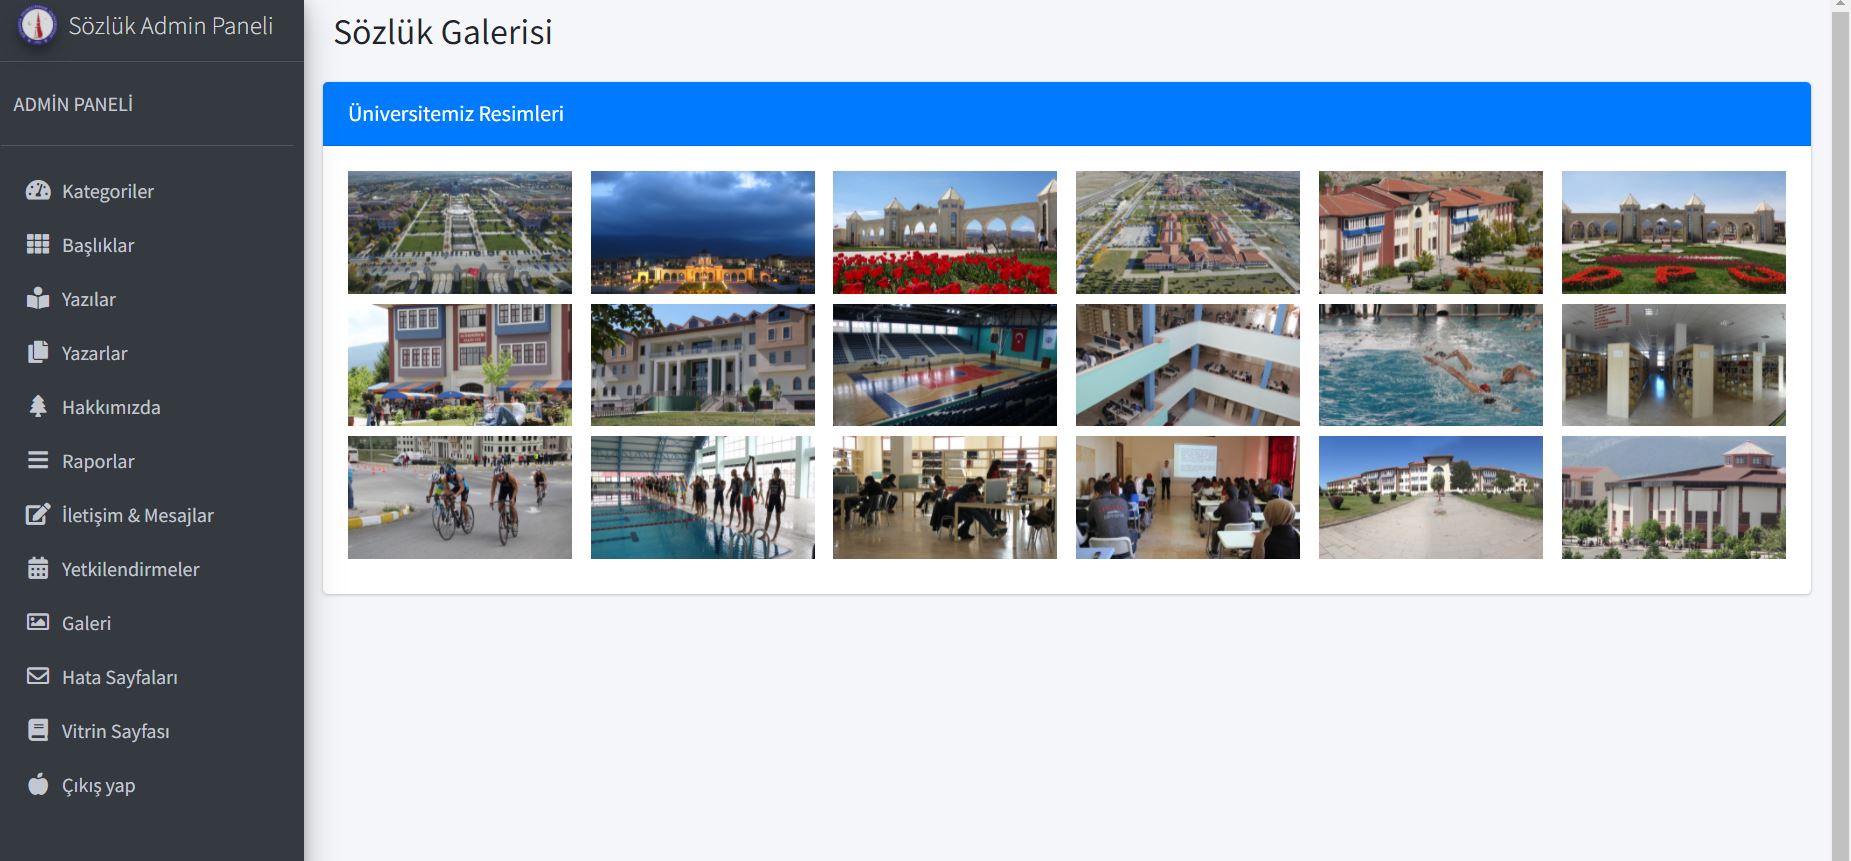 Sözlük Admin Paneli
ADMİN PANELİ
Kategoriler
Başlıklar
Yazılar
Yazarlar
Hakkımızda
Raporlar
İletişim & Mesajlar
Yetkilendirmeler
Galeri
Hata Sayfaları
Vitrin Sayfası
Çıkış yap
Sözlük Galerisi
Üniversitemiz Resimleri
DPÜ